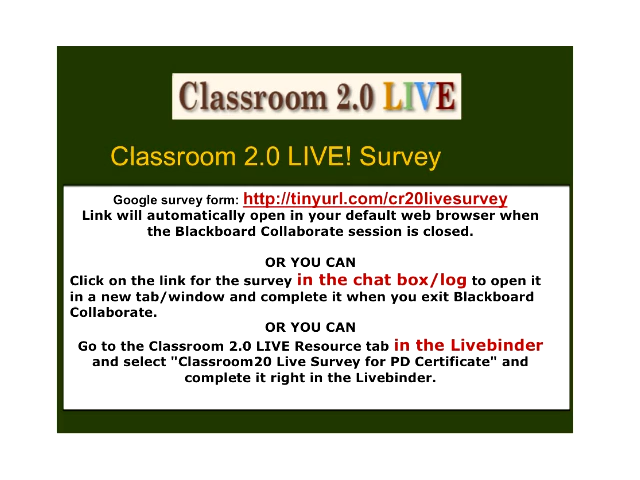 Classroom 2.0 LIVE
Classroom 2.0 LIVE! Survey
Google survey form: http://tinyurl.com/cr20livesurvey
Link will automatically open in your default web browser when
the Blackboard Collaborate session is closed.
OR YOU CAN
Click on the link for the survey in the chat box/log to open it
in a new tab/window and complete it when you exit Blackboard
Collaborate.
OR YOU CAN
Go to the Classroom 2.0 LIVE Resource tab in the Livebinder
and select "Classroom20 Live Survey for PD Certificate" and
complete it right in the Livebinder.